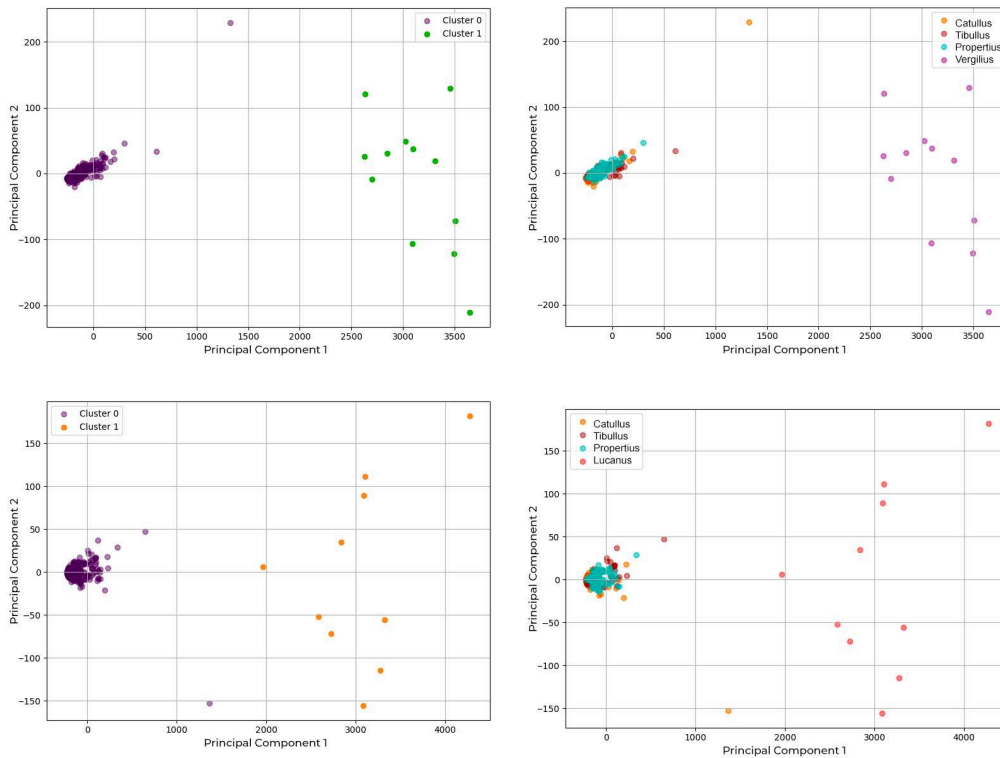 Cluster 0
Cluster 1
200
100
0
−100
−200
0
500
1000
1500
2000
2500
3000
3500
Principal Component 1
Principal Component 2
Catullus
Tibullus
Propertius
Vergilius
200
100
0
−100
−200
0
500
1000
1500
2000
2500
3000
3500
Principal Component 1
Principal Component 2
Cluster 0
Cluster 1
150
100
50
0
−50
−100
−150
0
1000
2000
3000
4000
Principal Component 1
Principal Component 2
Catullus
Tibullus
Propertius
Lucanus
150
100
50
0
−50
−100
−150
0
1000
2000
3000
4000
Principal Component 1
Principal Component 2